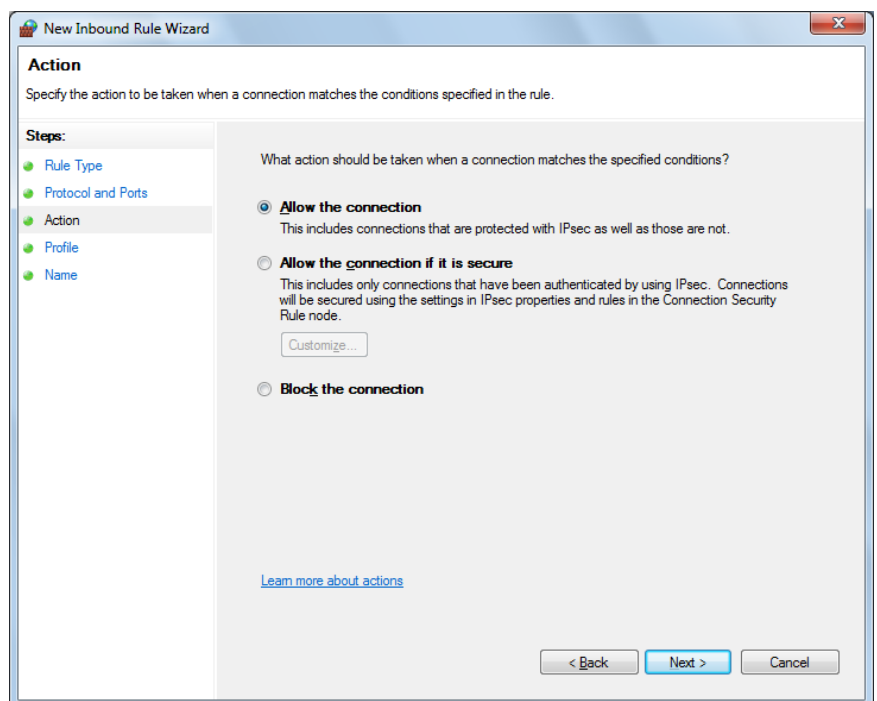 New Inbound Rule Wizard
Action
Specify the action to be taken when a connection matches the conditions specified in the rule.
Steps:
Rule Type
Protocol and Ports
Action
Profile
Name
What action should be taken when a connection matches the specified conditions?
Allow the connection
This includes connections that are protected with IPsec as well as those are not.
Allow the connection if it is secure
This includes only connections that have been authenticated by using IPsec. Connections
will be secured using the settings in IPsec properties and rules in the Connection Security
Rule node.
Customize...
Block the connection
Learn more about actions
< Back
Next >
Cancel